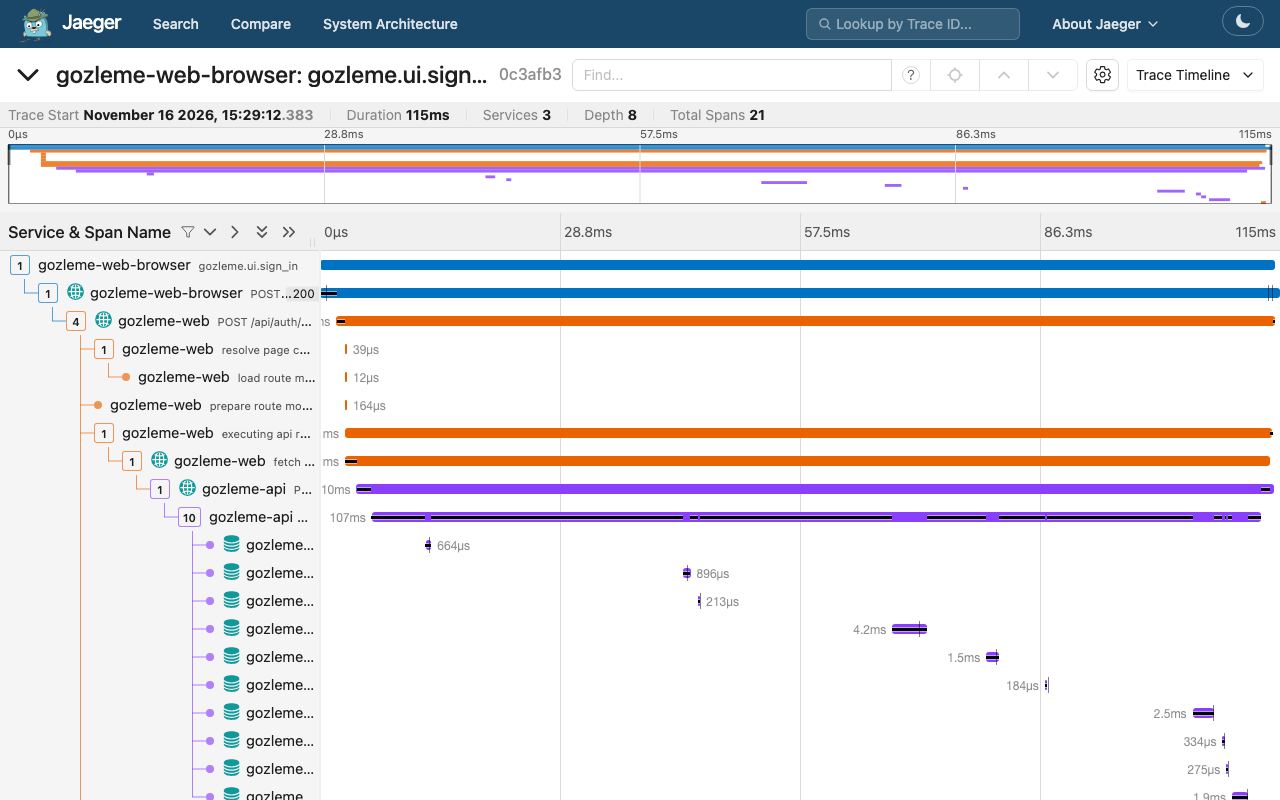 Jaeger Search Compare System Architecture Lookup by Trace ID... About Jaeger
gozleme-web-browser: gozleme.ui.sign... 0c3afb3 Find... ? Trace Timeline
Trace Start November 16 2026, 15:29:12.383 Duration 115ms Services 3 Depth 8 Total Spans 21
0μs 28.8ms 57.5ms 86.3ms 115ms
Service & Span Name 0μs 28.8ms 57.5ms 86.3ms 115ms
1 gozleme-web-browser gozleme.ui.sign_in
1 gozleme-web-browser POST... 200
4 gozleme-web POST /api/auth/... ms
1 gozleme-web resolve page c... 39μs
gozleme-web load route m... 12μs
gozleme-web prepare route mo... 164μs
1 gozleme-web executing api r... ms
1 gozleme-web fetch ... ms
1 gozleme-api P... 10ms
10 gozleme-api ... 107ms
gozleme... 664μs
gozleme... 896μs
gozleme... 213μs
gozleme... 4.2ms
gozleme... 1.5ms
gozleme... 184μs
gozleme... 2.5ms
gozleme... 334μs
gozleme... 275μs
gozleme... 1.9ms